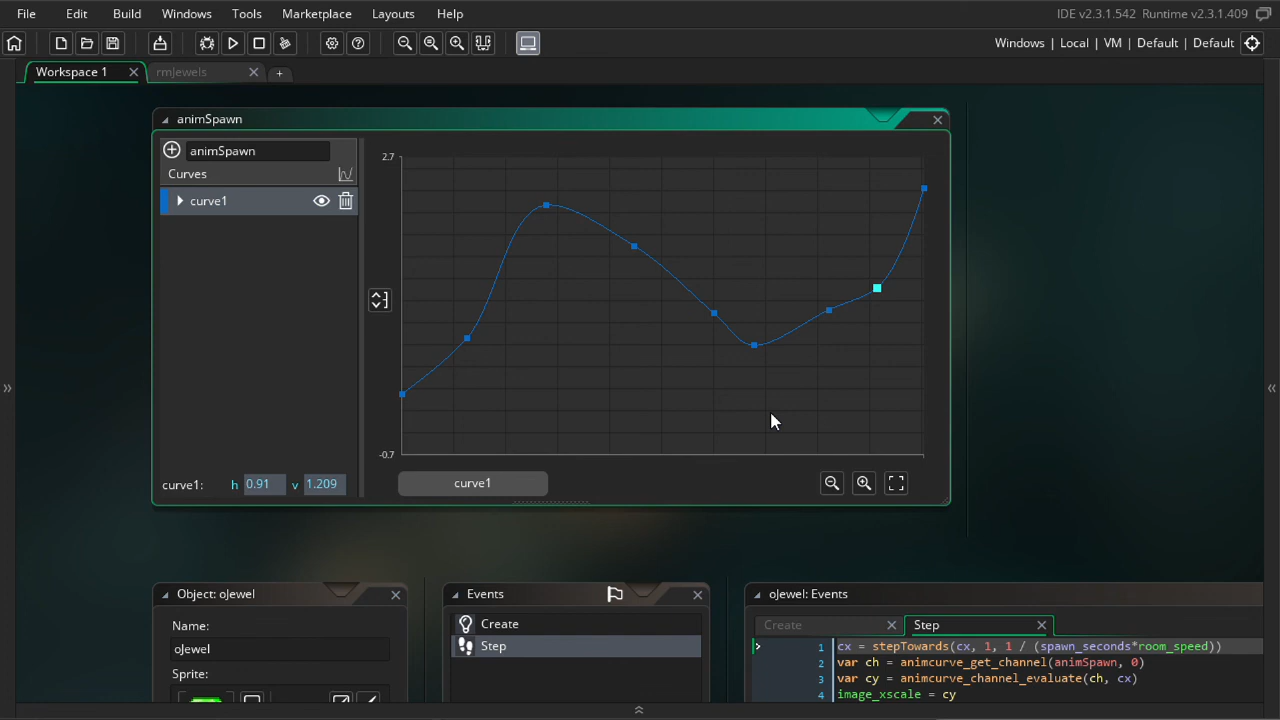 File Edit Build Windows Tools Marketplace Layouts Help IDE v2.3.1.542 Runtime v2.3.1.409
Windows | Local | VM | Default | Default
Workspace 1 rmJewels
animSpawn
animSpawn
Curves
curve1
2.7
-0.7
curve1: h 0.91 v 1.209
curve1
Object: oJewel
Name:
oJewel
Sprite:
Events
Create
Step
oJewel: Events
Create Step
1 cx = stepTowards(cx, 1, 1 / (spawn_seconds*room_speed))
2 var ch = animcurve_get_channel(animSpawn, 0)
3 var cy = animcurve_channel_evaluate(ch, cx)
4 image_xscale = cy